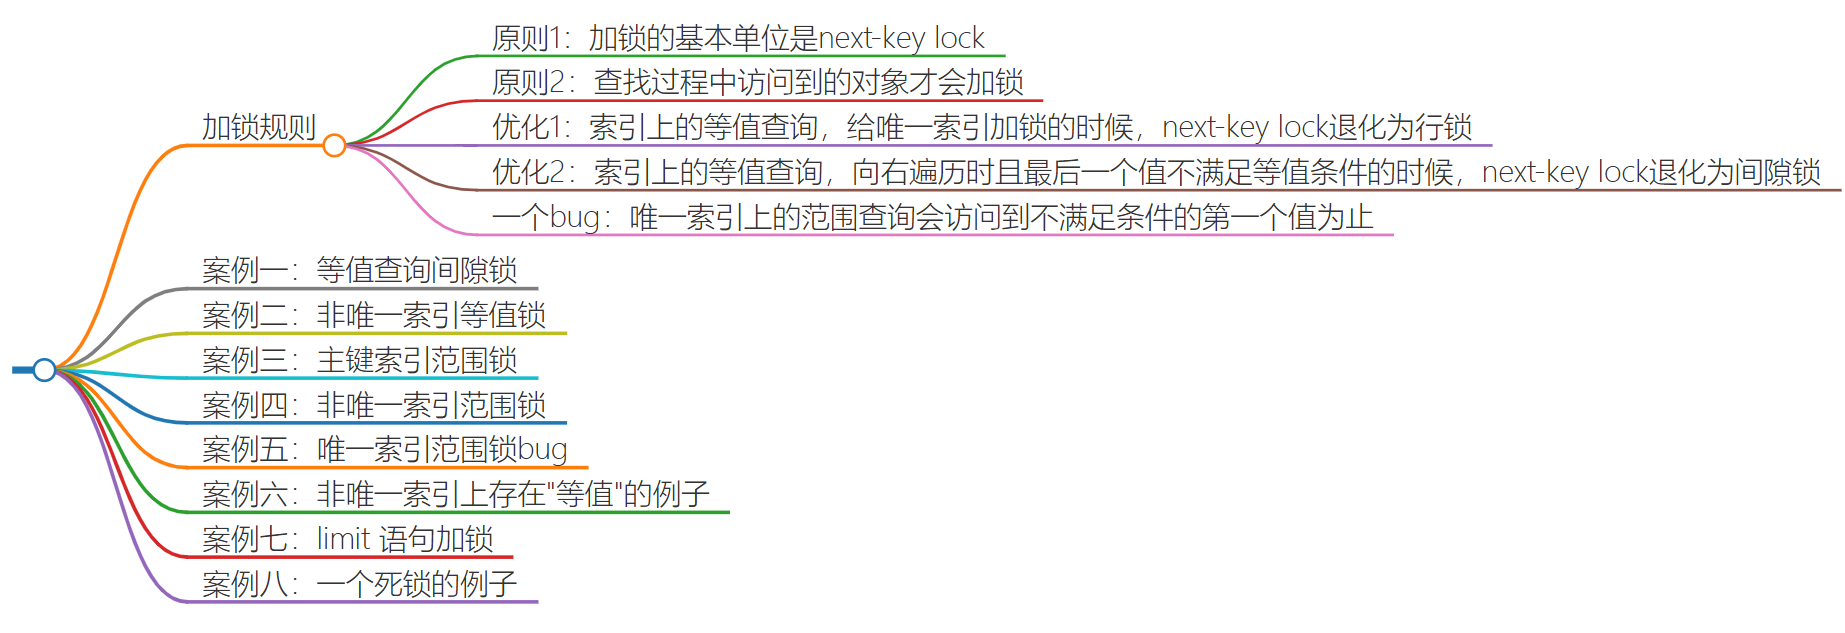 原则1：加锁的基本单位是next-key lock
原则2：查找过程中访问到的对象才会加锁
加锁规则
优化1：索引上的等值查询，给唯一索引加锁的时候，next-key lock退化为行锁
优化2：索引上的等值查询，向右遍历时且最后一个值不满足等值条件的时候，next-key lock退化为间隙锁
一个bug：唯一索引上的范围查询会访问到不满足条件的第一个值为止
案例一：等值查询间隙锁
案例二：非唯一索引等值锁
案例三：主键索引范围锁
案例四：非唯一索引范围锁
案例五：唯一索引范围锁bug
案例六：非唯一索引上存在"等值"的例子
案例七：limit 语句加锁
案例八：一个死锁的例子